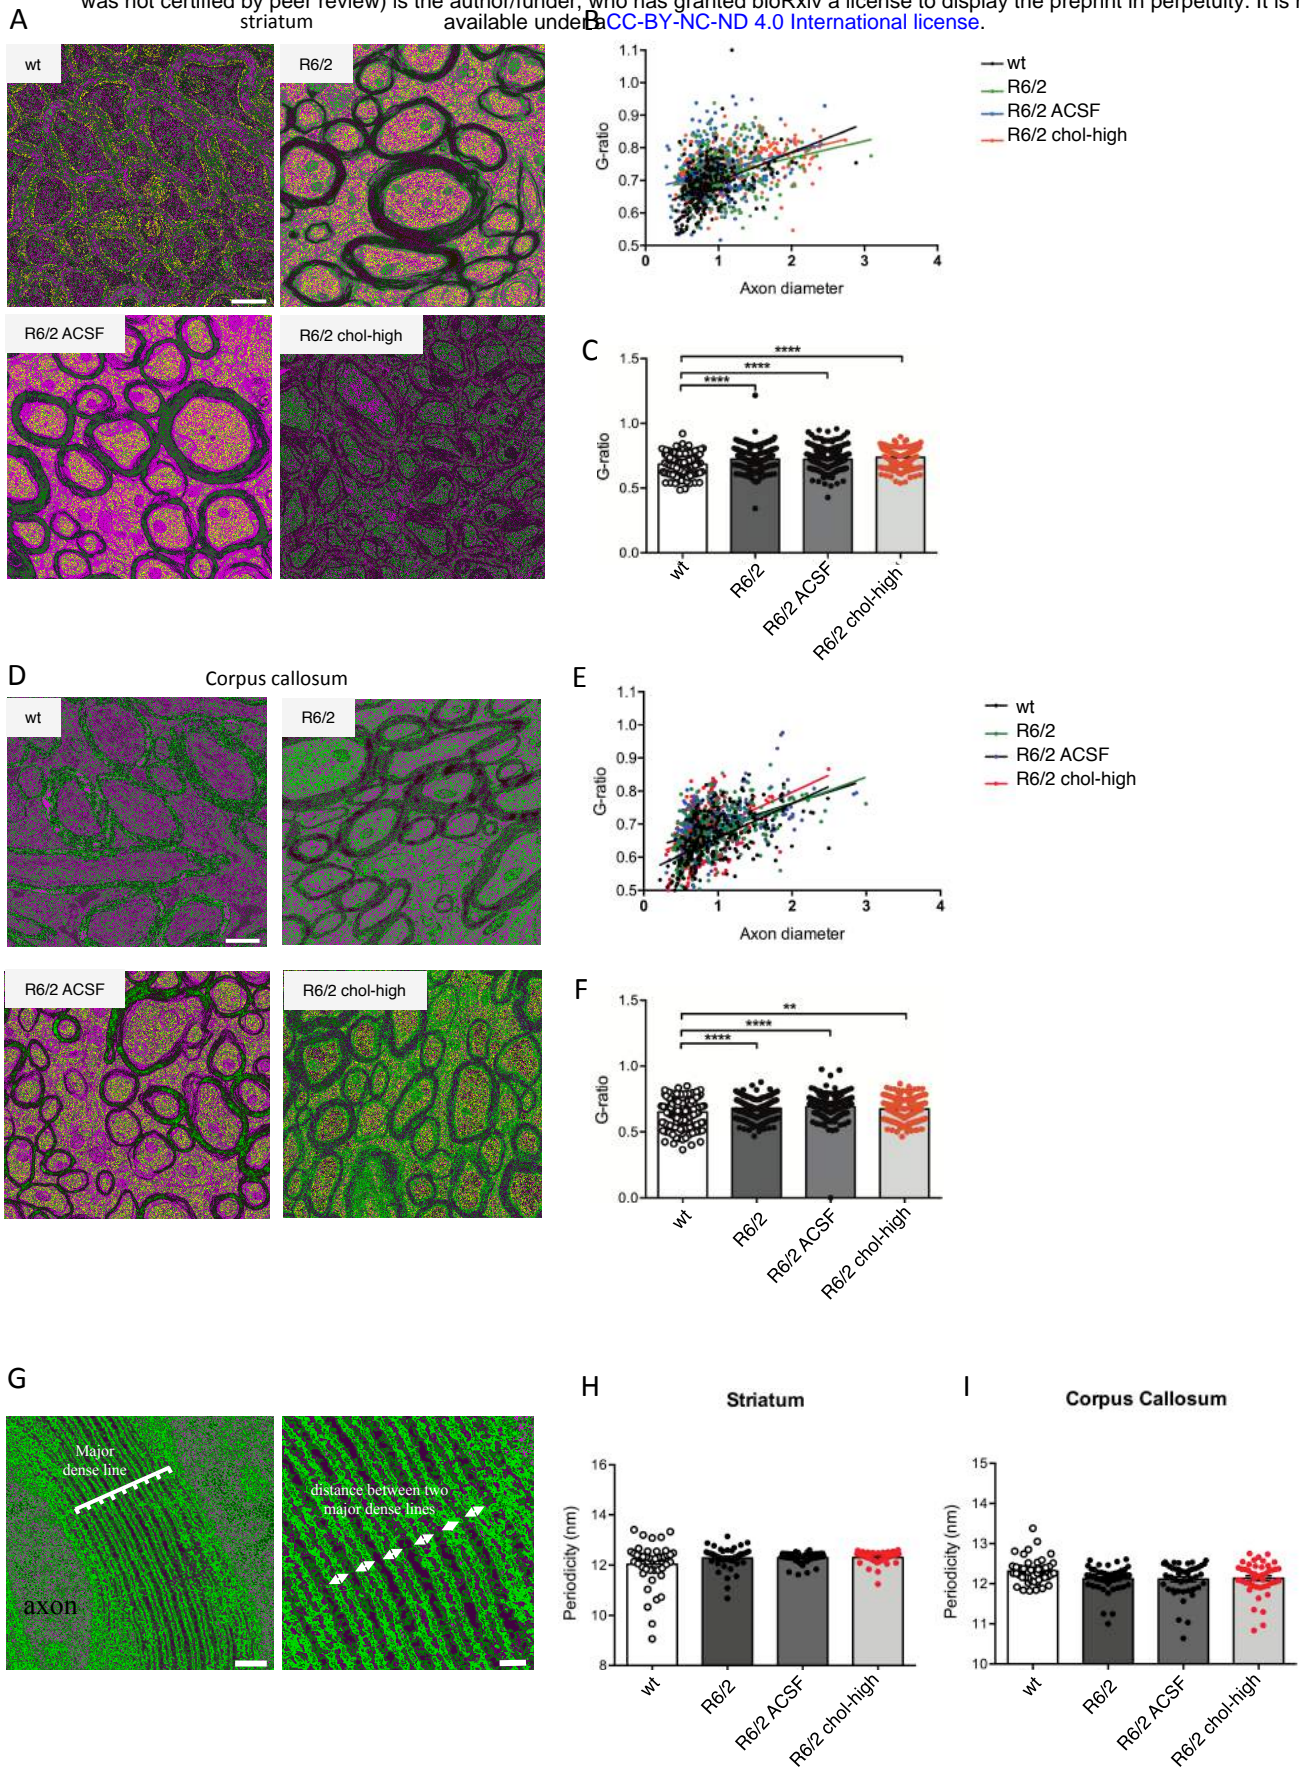 was not certified by peer review) is the author/funder, who has granted bioRxiv a license to display the preprint in perpetuity. It is
available under aCC-BY-NC-ND 4.0 International license.
A
striatum
wt
R6/2
R6/2 ACSF
R6/2 chol-high
B
1.1
1.0
0.9
0.8
0.7
0.6
0.5
G-ratio
0
1
2
3
4
Axon diameter
wt
R6/2
R6/2 ACSF
R6/2 chol-high
C
1.5
1.0
0.5
0.0
G-ratio
****
****
****
wt
R6/2
R6/2 ACSF
R6/2 chol-high
D
Corpus callosum
wt
R6/2
R6/2 ACSF
R6/2 chol-high
E
1.1
1.0
0.9
0.8
0.7
0.6
0.5
G-ratio
0
1
2
3
4
Axon diameter
wt
R6/2
R6/2 ACSF
R6/2 chol-high
F
1.5
1.0
0.5
0.0
G-ratio
**
****
****
wt
R6/2
R6/2 ACSF
R6/2 chol-high
G
Major
dense line
axon
distance between two
major dense lines
H
Striatum
16
14
12
10
8
Periodicity (nm)
wt
R6/2
R6/2 ACSF
R6/2 chol-high
I
Corpus Callosum
15
14
13
12
11
10
Periodicity (nm)
wt
R6/2
R6/2 ACSF
R6/2 chol-high